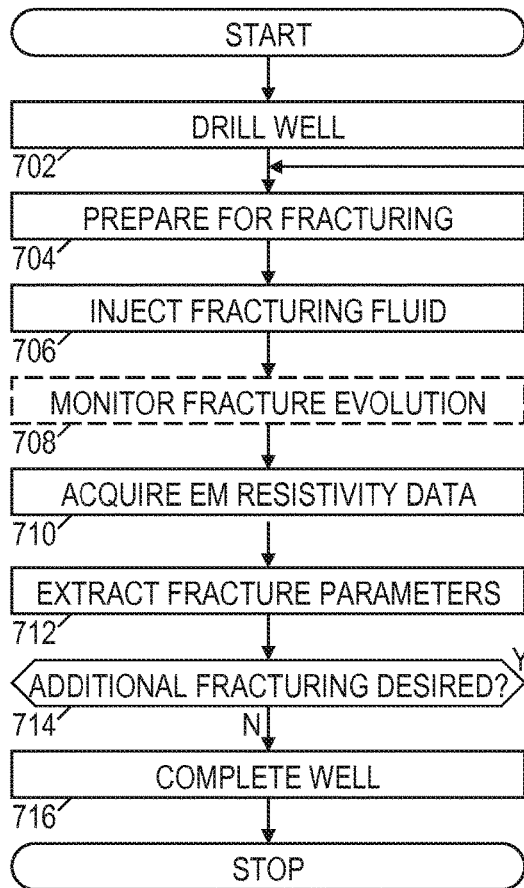 START
DRILL WELL
702
PREPARE FOR FRACTURING
704
INJECT FRACTURING FLUID
706
MONITOR FRACTURE EVOLUTION
708
ACQUIRE EM RESISTIVITY DATA
710
EXTRACT FRACTURE PARAMETERS
712
Y
ADDITIONAL FRACTURING DESIRED?
714
N
COMPLETE WELL
716
STOP